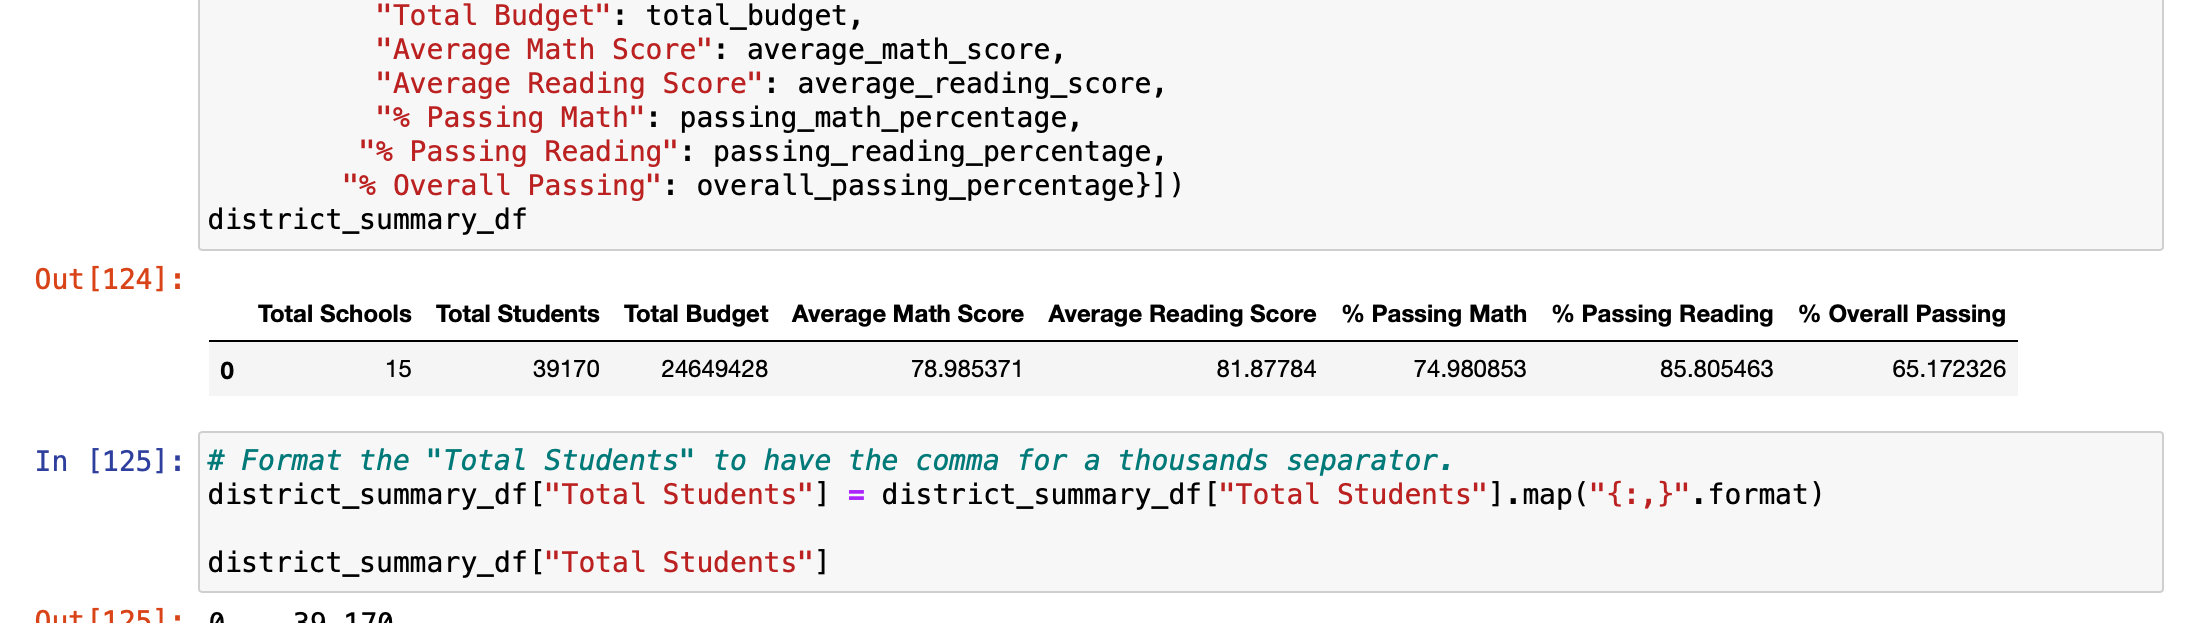 "Total Budget": total_budget,
"Average Math Score": average_math_score,
"Average Reading Score": average_reading_score,
"% Passing Math": passing_math_percentage,
"% Passing Reading": passing_reading_percentage,
"% Overall Passing": overall_passing_percentage}])
district_summary_df
Out[124]:
Total Schools Total Students Total Budget Average Math Score Average Reading Score % Passing Math % Passing Reading % Overall Passing
0 15 39170 24649428 78.985371 81.87784 74.980853 85.805463 65.172326
In [125]: # Format the "Total Students" to have the comma for a thousands separator.
district_summary_df["Total Students"] = district_summary_df["Total Students"].map("{:,}".format)
district_summary_df["Total Students"]
Out[125]: 0 39,170